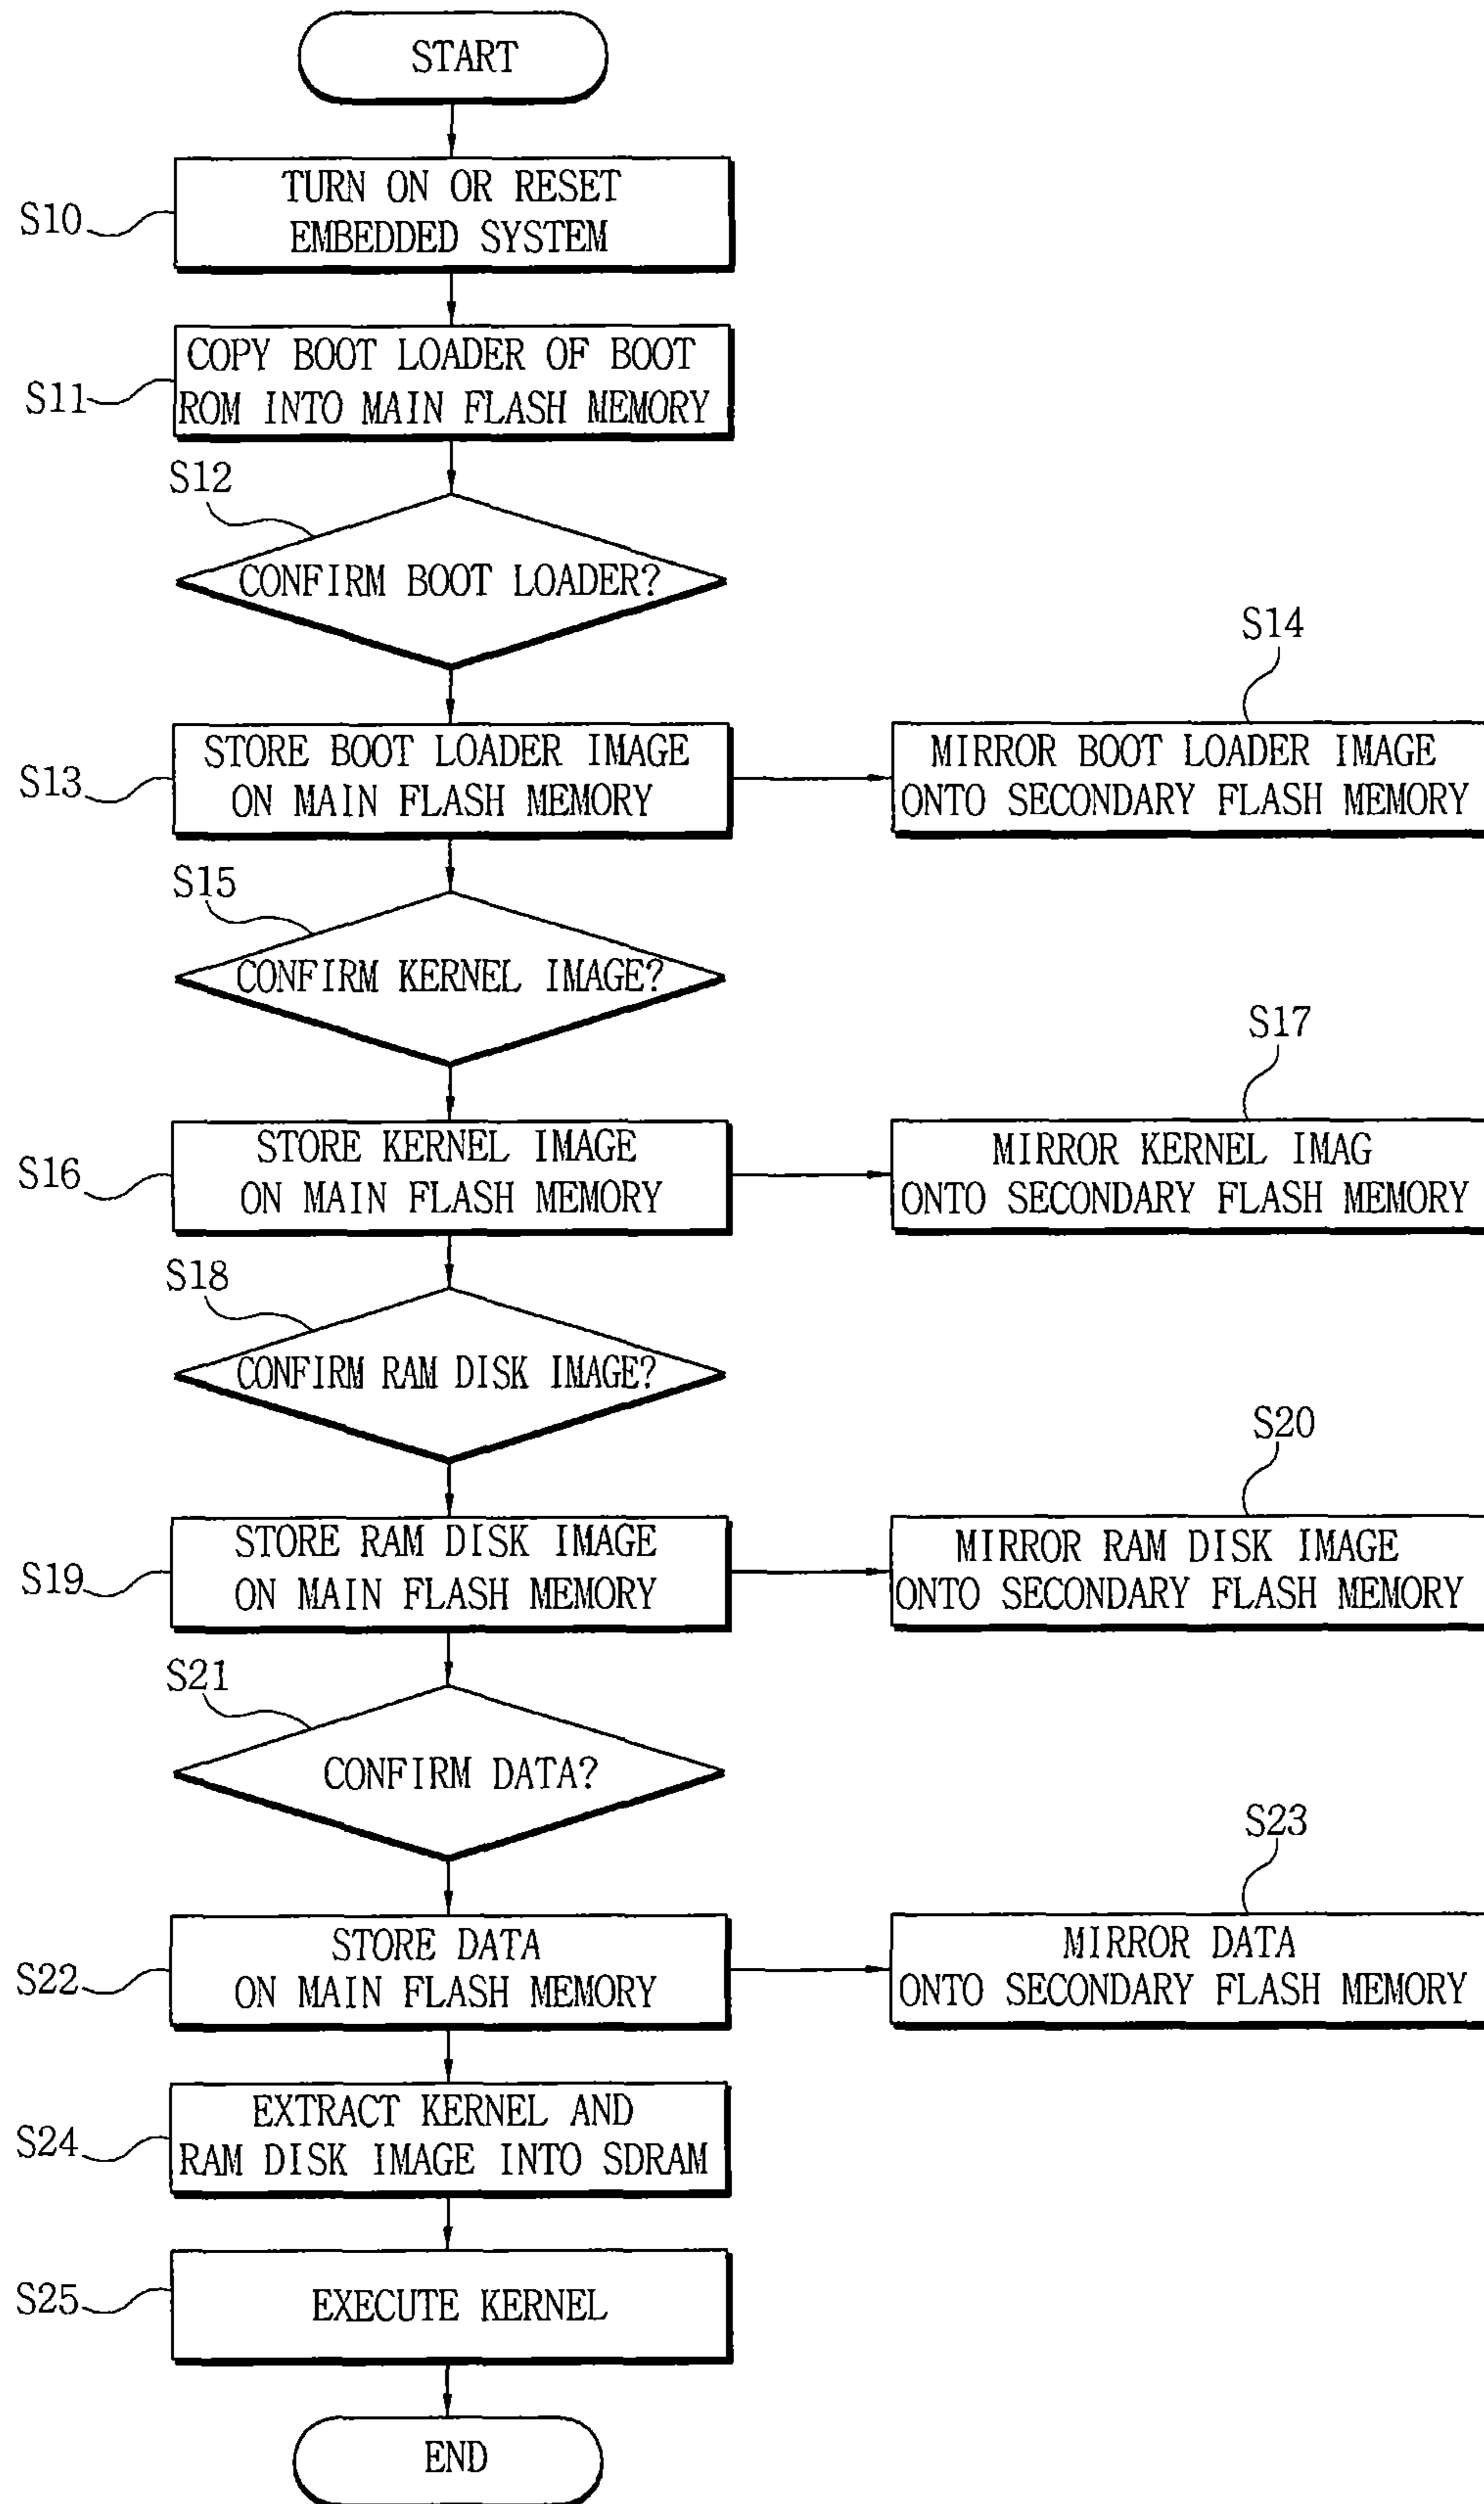 START
S10
TURN ON OR RESET
EMBEDDED SYSTEM
S11
COPY BOOT LOADER OF BOOT
ROM INTO MAIN FLASH MEMORY
S12
CONFIRM BOOT LOADER?
S13
STORE BOOT LOADER IMAGE
ON MAIN FLASH MEMORY
S14
MIRROR BOOT LOADER IMAGE
ONTO SECONDARY FLASH MEMORY
S15
CONFIRM KERNEL IMAGE?
S16
STORE KERNEL IMAGE
ON MAIN FLASH MEMORY
S17
MIRROR KERNEL IMAG
ONTO SECONDARY FLASH MEMORY
S18
CONFIRM RAM DISK IMAGE?
S19
STORE RAM DISK IMAGE
ON MAIN FLASH MEMORY
S20
MIRROR RAM DISK IMAGE
ONTO SECONDARY FLASH MEMORY
S21
CONFIRM DATA?
S22
STORE DATA
ON MAIN FLASH MEMORY
S23
MIRROR DATA
ONTO SECONDARY FLASH MEMORY
S24
EXTRACT KERNEL AND
RAM DISK IMAGE INTO SDRAM
S25
EXECUTE KERNEL
END